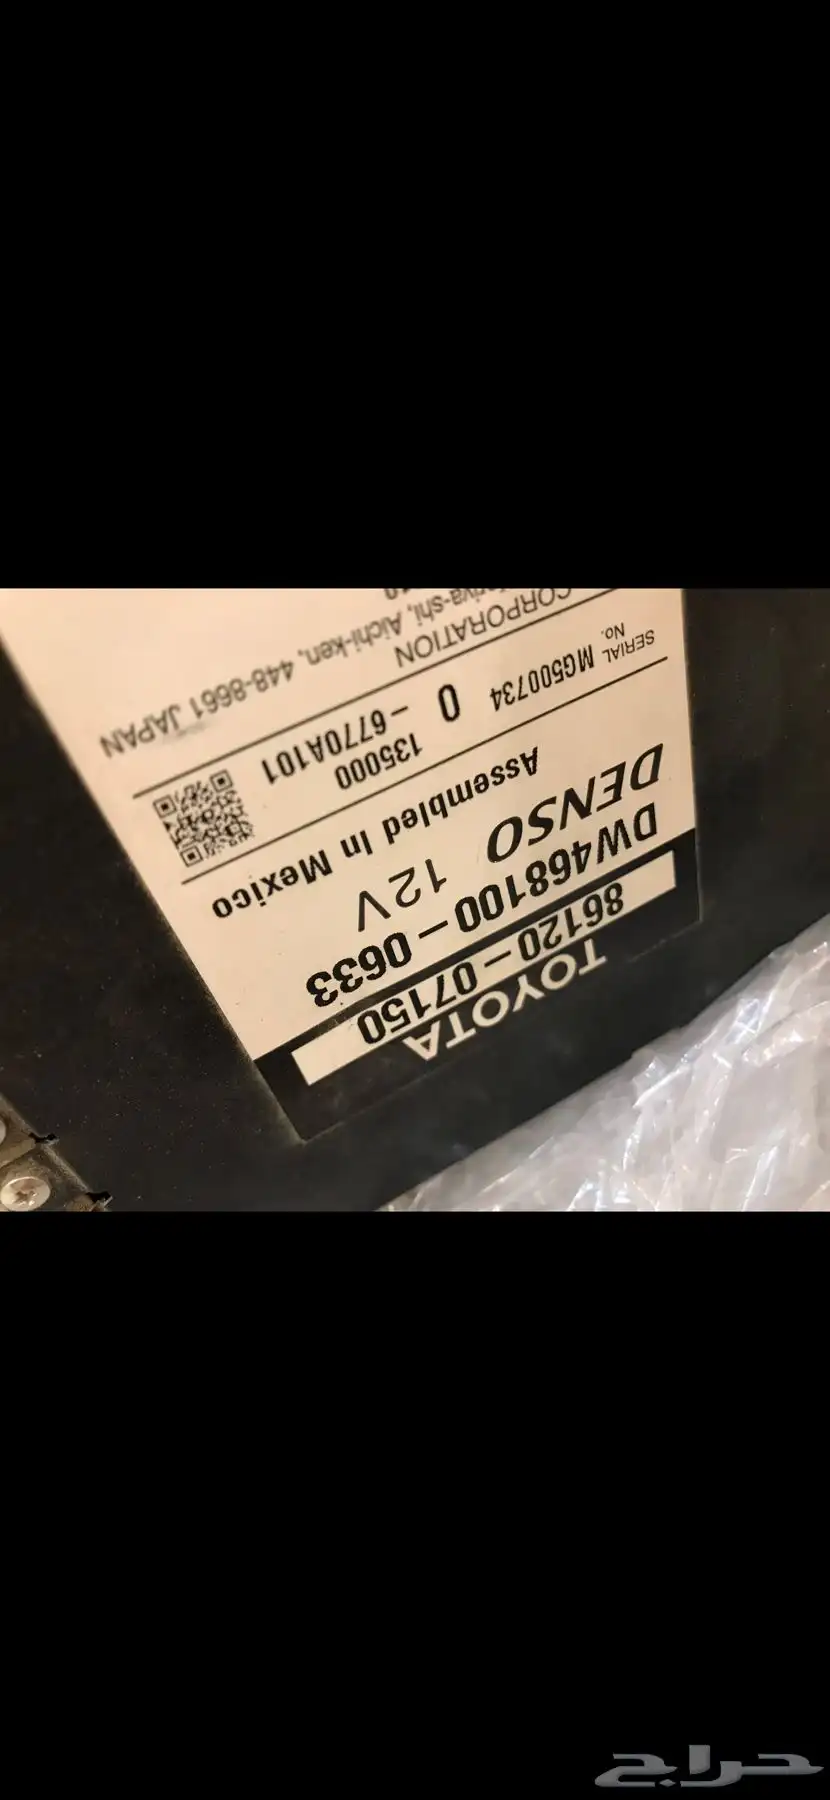 TOYOTA
86120-07150
DW468100-0633
DENSO 12V
Assembled In Mexico
135000
-6770A101
0
SERIAL No. MG500734
CORPORATION
Aichi-ken, 448-8661 JAPAN
حراج